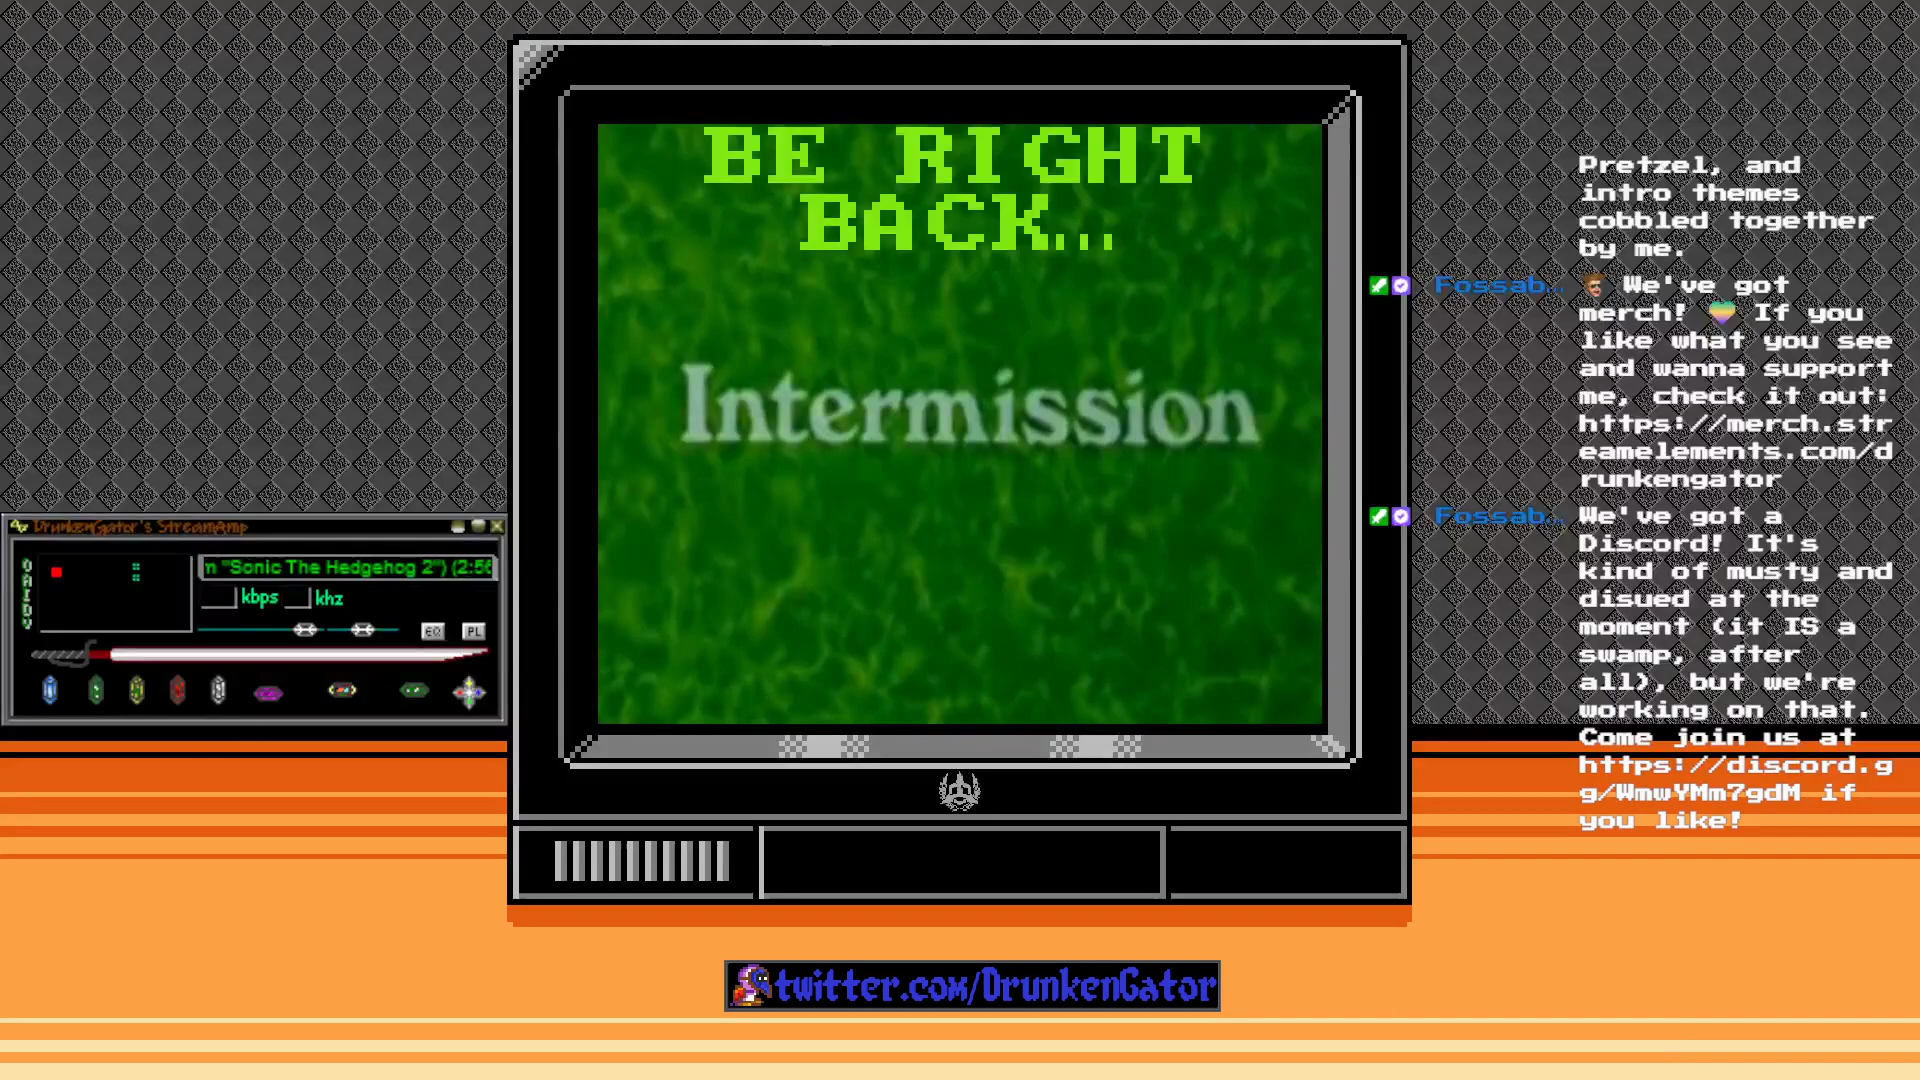 BE RIGHT
BACK...
Intermission
DrunkenGator's StreamAmp
OAIDV
m "Sonic The Hedgehog 2") (2:56
kbps
khz
EQ
PL
Pretzel, and
intro themes
cobbled together
by me.
Fossab... We've got
merch! If you
like what you see
and wanna support
me, check it out:
https://merch.str
eamelements.com/d
runkengator
Fossab... We've got a
Discord! It's
kind of musty and
disued at the
moment (it IS a
swamp, after
all), but we're
working on that.
Come join us at
https://discord.g
g/WmwYMm7gdM if
you like!
twitter.com/DrunkenGator